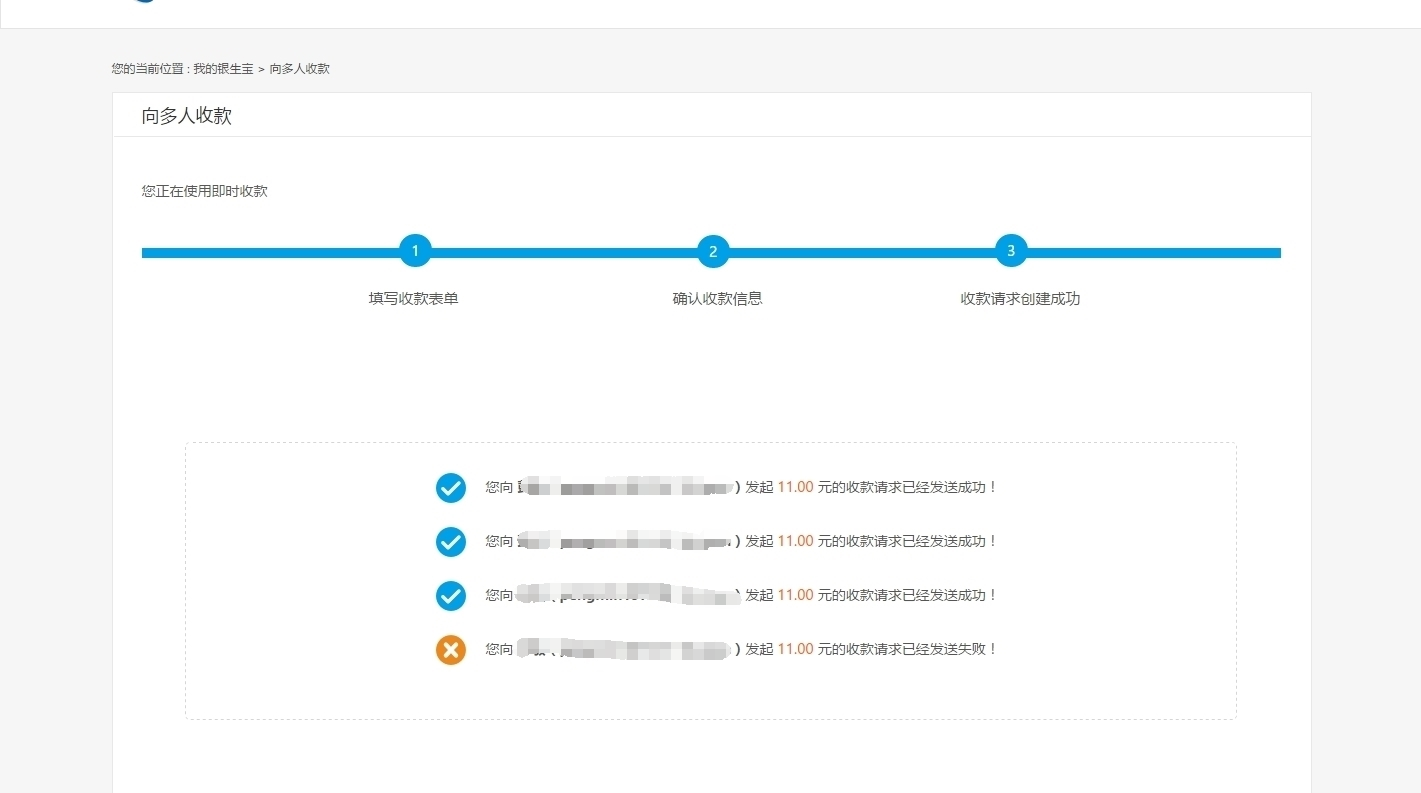 您的当前位置 : 我的银生宝 > 向多人收款
向多人收款
您正在使用即时收款
1 2 3
填写收款表单 确认收款信息 收款请求创建成功
您向 ) 发起 11.00 元的收款请求已经发送成功！
您向 ) 发起 11.00 元的收款请求已经发送成功！
您向 ) 发起 11.00 元的收款请求已经发送成功！
您向 ) 发起 11.00 元的收款请求已经发送失败！